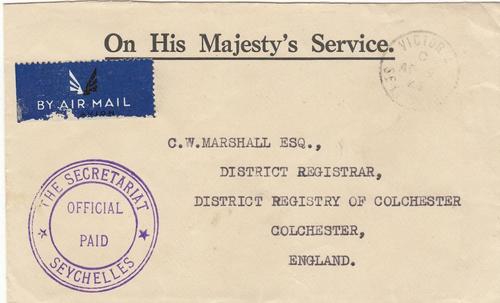 On His Majesty's Service.
VICTOR
BY AIR MAIL
C.W.MARSHALL ESQ.,
DISTRICT REGISTRAR,
DISTRICT REGISTRY OF COLCHESTER
COLCHESTER,
ENGLAND.
THE SECRETARIAT
OFFICIAL
PAID
SEYCHELLES